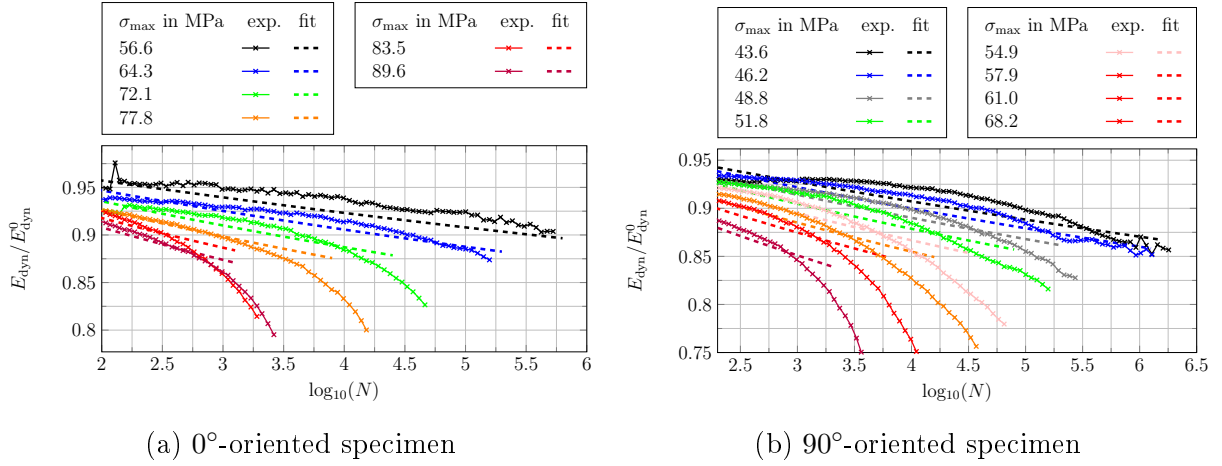 σmax in MPa exp. fit
56.6
64.3
72.1
77.8
83.5 exp. fit
89.6
0.95
0.9
0.85
0.8
2 2.5 3 3.5 4 4.5 5 5.5 6
log10(N)
Edyn/E0dyn
(a) 0°-oriented specimen
σmax in MPa exp. fit
43.6
46.2
48.8
51.8
σmax in MPa exp. fit
54.9
57.9
61.0
68.2
0.95
0.9
0.85
0.8
0.75
2.5 3 3.5 4 4.5 5 5.5 6 6.5
log10(N)
Edyn/E0dyn
(b) 90°-oriented specimen